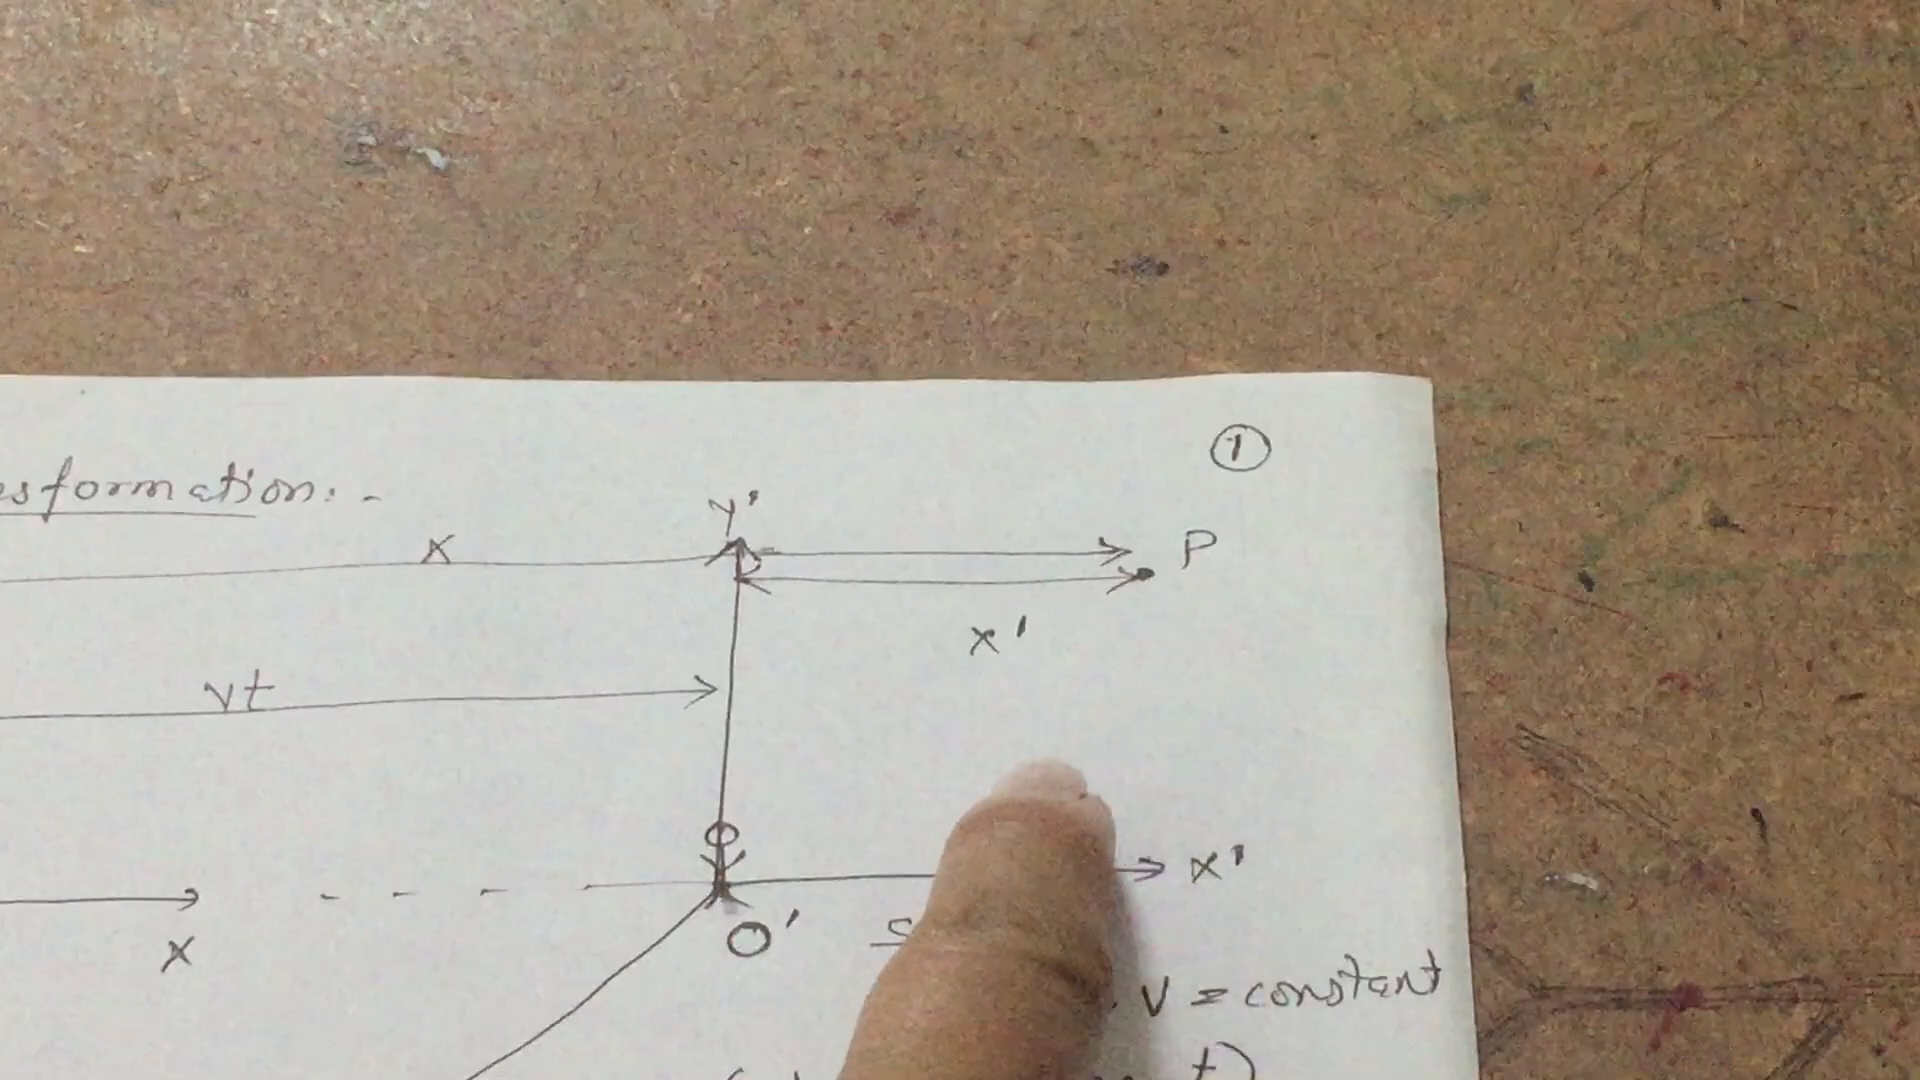 ①
sformation: -
y'
x
P
x'
vt
x'
O'
S
x
v = constant
t)